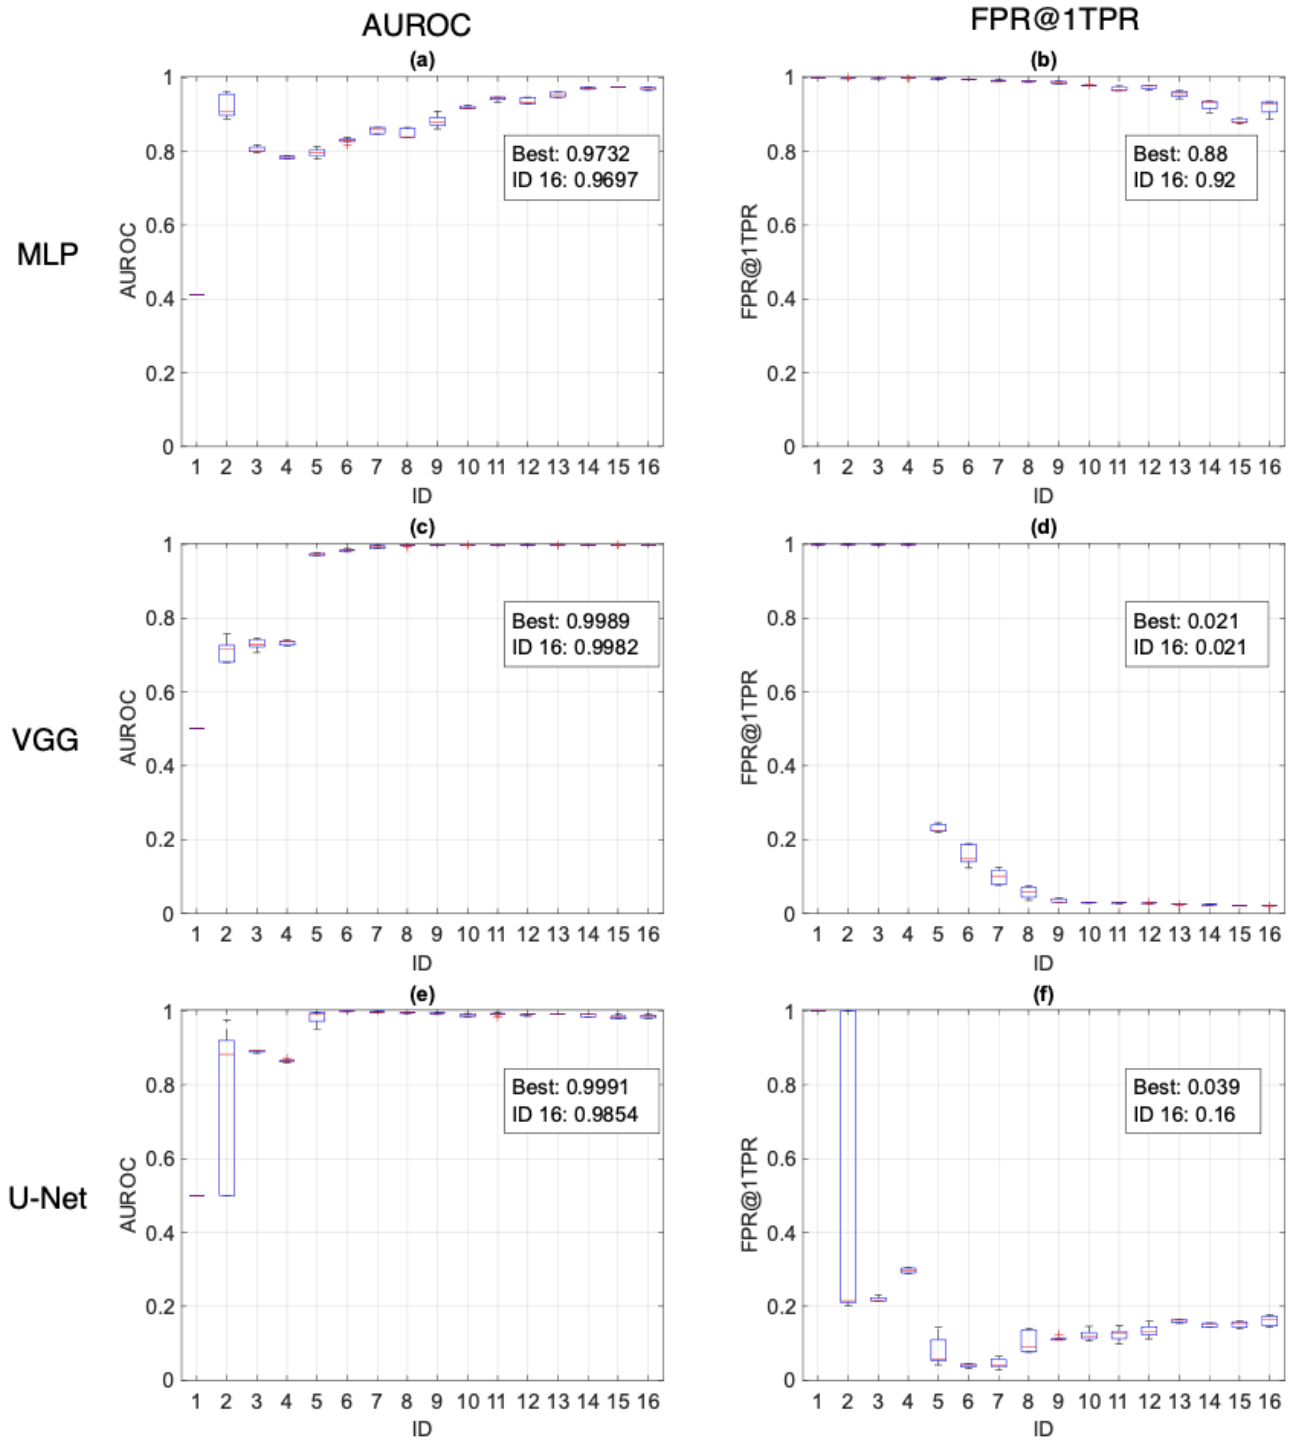 AUROC
FPR@1TPR
MLP
(a)
1
0.8
0.6
0.4
0.2
0
AUROC
Best: 0.9732
ID 16: 0.9697
1 2 3 4 5 6 7 8 9 10 11 12 13 14 15 16
ID
(b)
1
0.8
0.6
0.4
0.2
0
FPR@1TPR
Best: 0.88
ID 16: 0.92
1 2 3 4 5 6 7 8 9 10 11 12 13 14 15 16
ID
VGG
(c)
1
0.8
0.6
0.4
0.2
0
AUROC
Best: 0.9989
ID 16: 0.9982
1 2 3 4 5 6 7 8 9 10 11 12 13 14 15 16
ID
(d)
1
0.8
0.6
0.4
0.2
0
FPR@1TPR
Best: 0.021
ID 16: 0.021
1 2 3 4 5 6 7 8 9 10 11 12 13 14 15 16
ID
U-Net
(e)
1
0.8
0.6
0.4
0.2
0
AUROC
Best: 0.9991
ID 16: 0.9854
1 2 3 4 5 6 7 8 9 10 11 12 13 14 15 16
ID
(f)
1
0.8
0.6
0.4
0.2
0
FPR@1TPR
Best: 0.039
ID 16: 0.16
1 2 3 4 5 6 7 8 9 10 11 12 13 14 15 16
ID